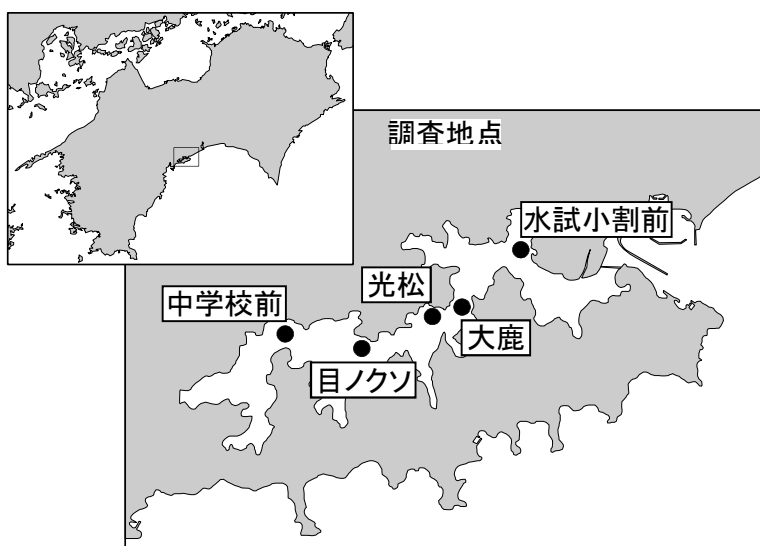 調査地点
水試小割前
光松
中学校前
大鹿
目ノクソ